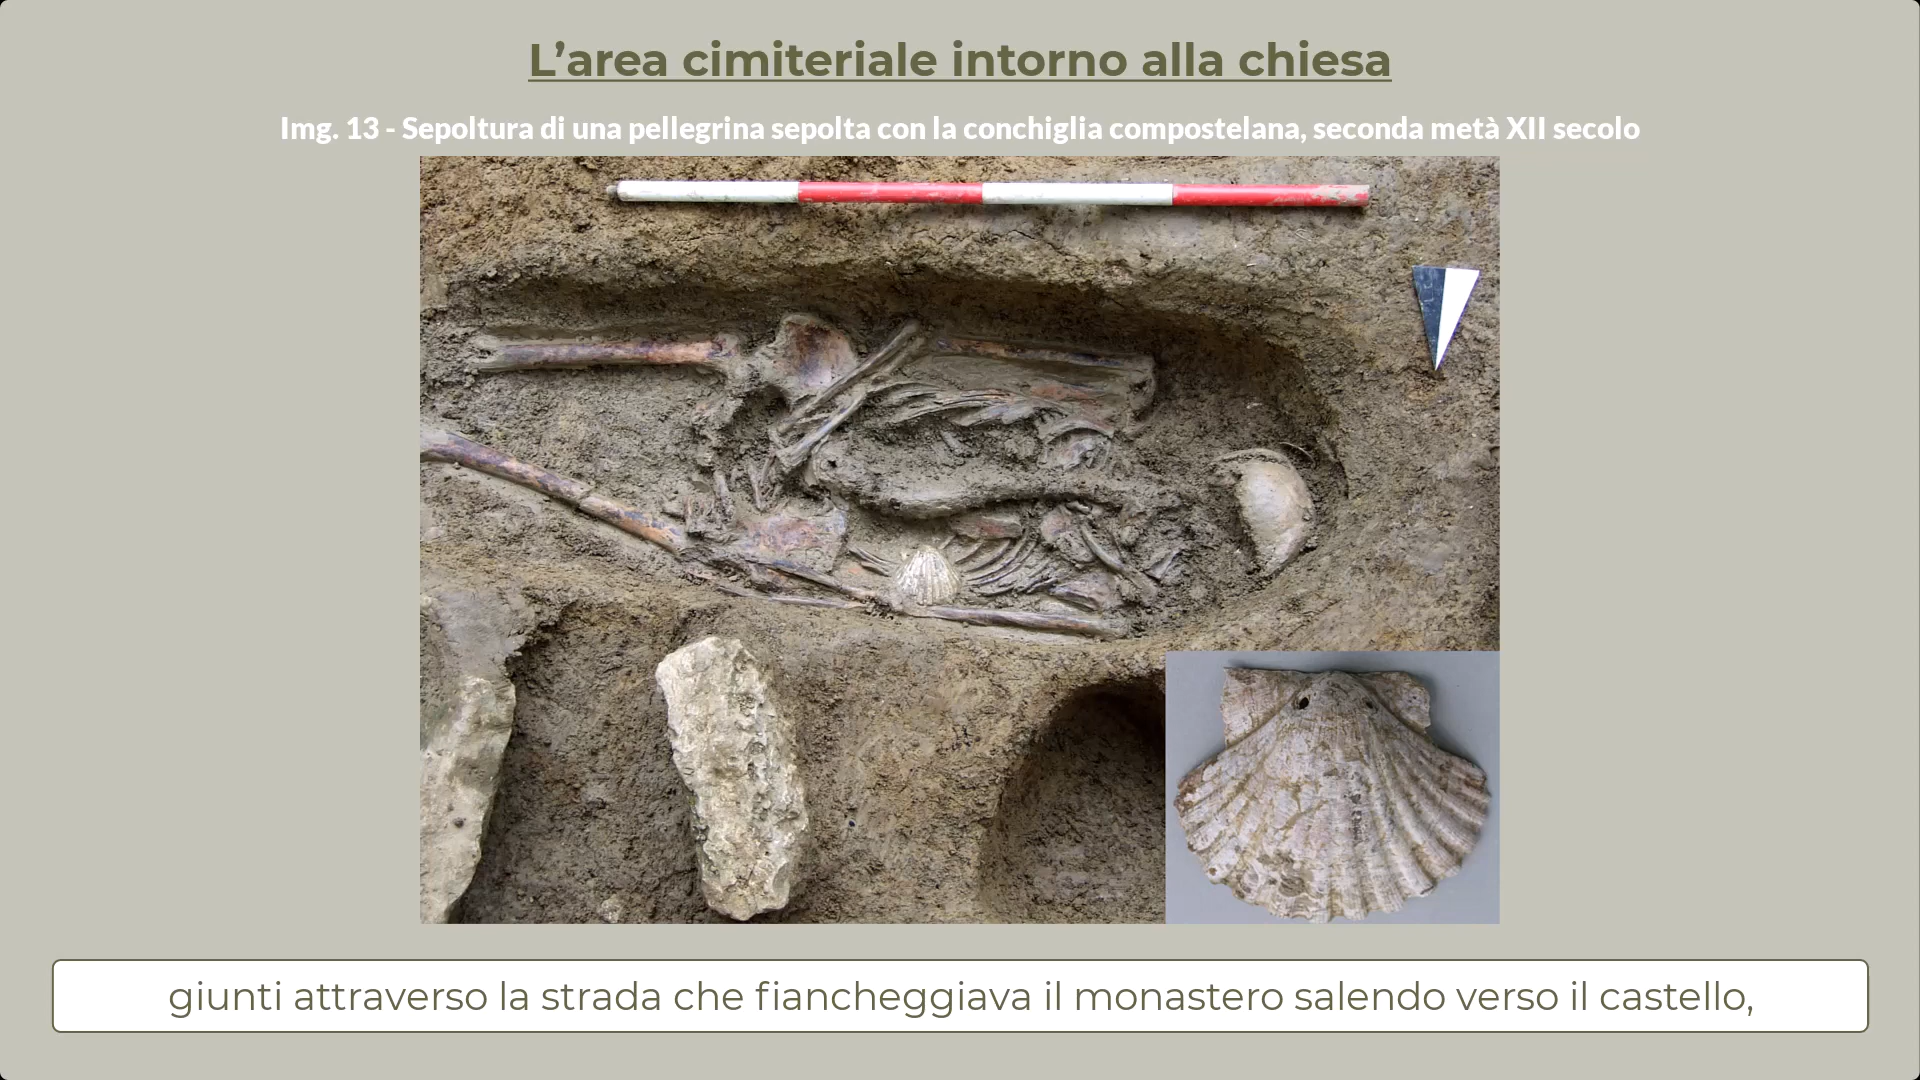 L’area cimiteriale intorno alla chiesa
Img. 13 - Sepoltura di una pellegrina sepolta con la conchiglia compostelana, seconda metà XII secolo
giunti attraverso la strada che fiancheggiava il monastero salendo verso il castello,